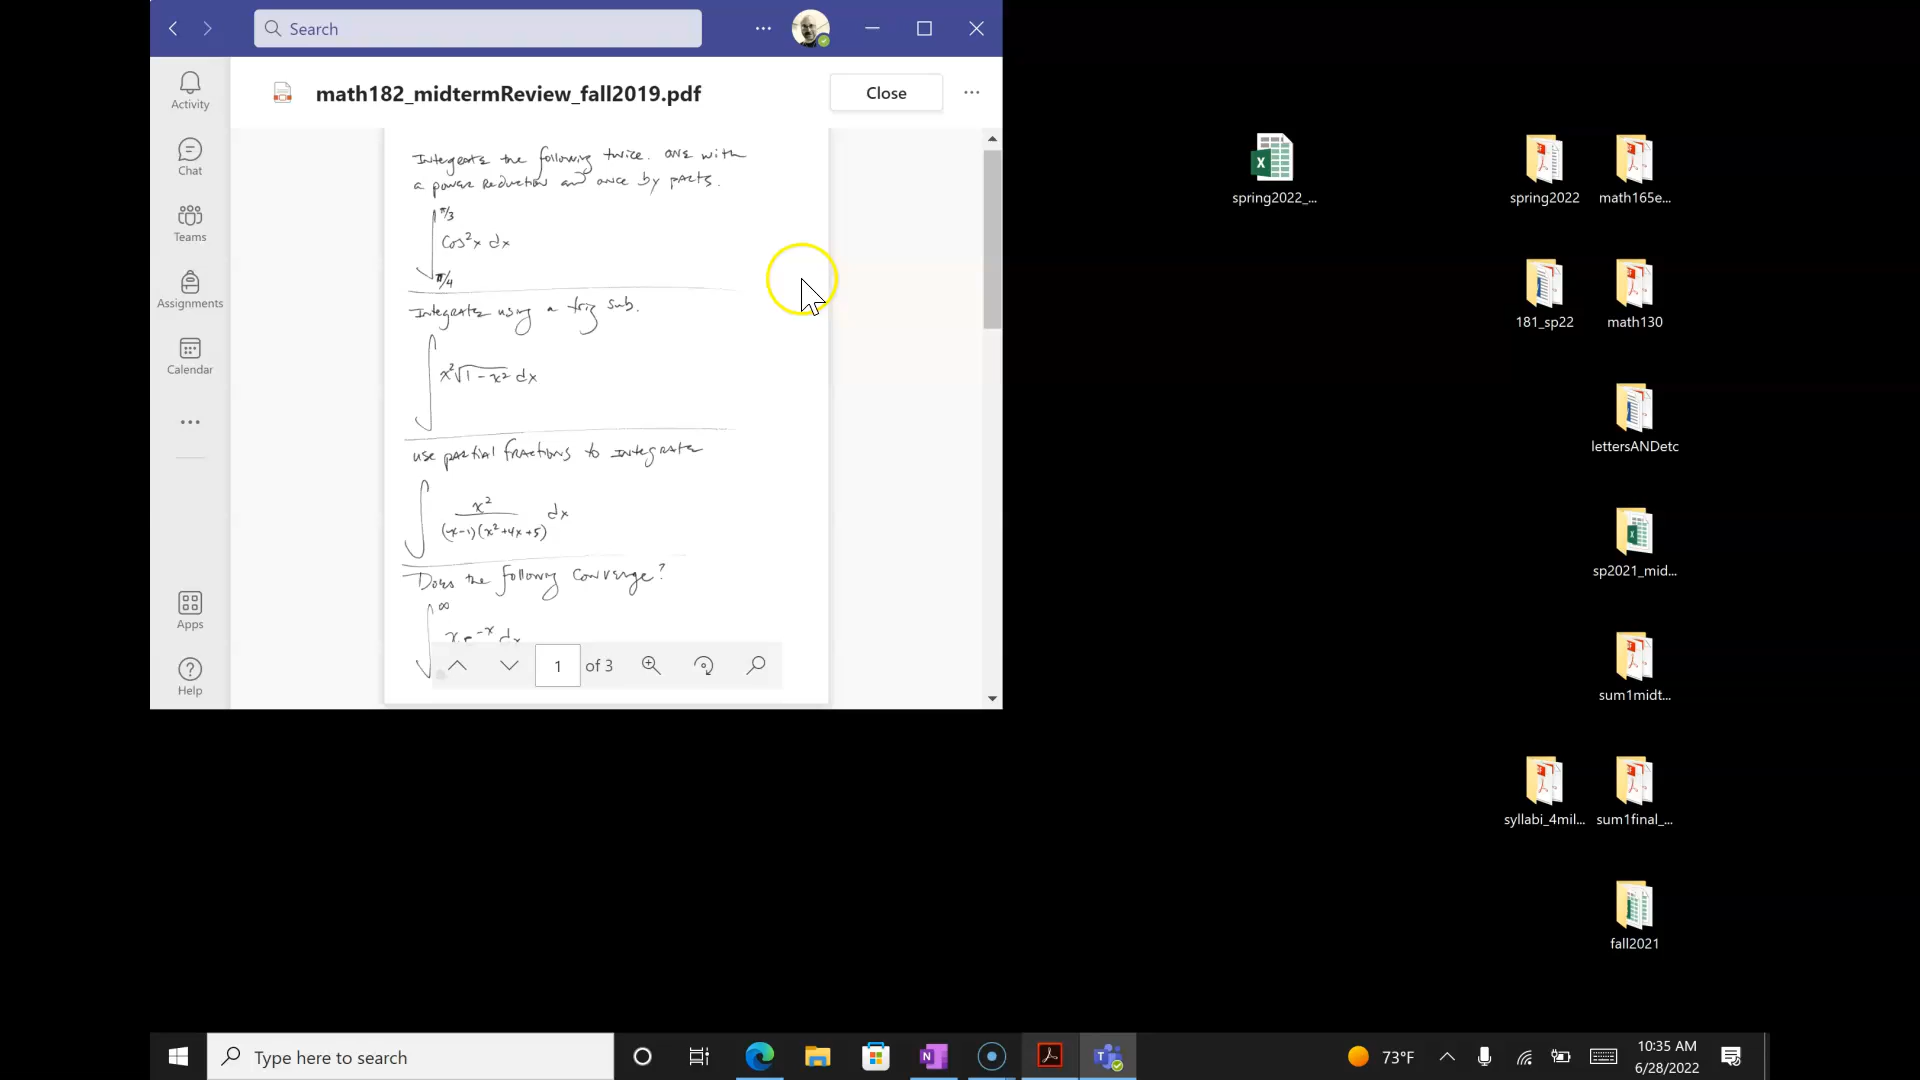 Search
Activity
Chat
Teams
Assignments
Calendar
Apps
Help
math182_midtermReview_fall2019.pdf
Close
Integrate the following twice. one with
a power reduction and once by parts.
∫ π/3 π/4 cos²x dx
Integrate using a trig sub.
∫ x²√1-x² dx
use partial fractions to integrate
∫ x² / (x-1)(x²+4x+5) dx
Does the following converge?
∫ ∞ x e^-x dx
1 of 3
spring2022_...
spring2022
math165e...
181_sp22
math130
lettersANDetc
sp2021_mid...
sum1midt...
syllabi_4mil...
sum1final_...
fall2021
Type here to search
73°F
10:35 AM
6/28/2022